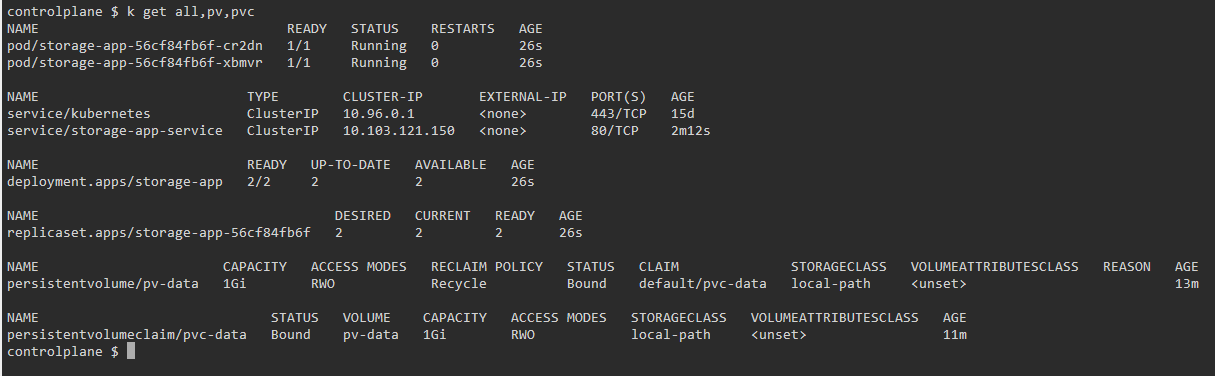 controlplane $ k get all,pv,pvc
NAME                               READY   STATUS    RESTARTS   AGE
pod/storage-app-56cf84fb6f-cr2dn   1/1     Running   0          26s
pod/storage-app-56cf84fb6f-xbmvr   1/1     Running   0          26s

NAME                          TYPE        CLUSTER-IP       EXTERNAL-IP   PORT(S)   AGE
service/kubernetes            ClusterIP   10.96.0.1        <none>        443/TCP   15d
service/storage-app-service   ClusterIP   10.103.121.150   <none>        80/TCP    2m12s

NAME                          READY   UP-TO-DATE   AVAILABLE   AGE
deployment.apps/storage-app   2/2     2            2           26s

NAME                                     DESIRED   CURRENT   READY   AGE
replicaset.apps/storage-app-56cf84fb6f   2         2         2       26s

NAME                       CAPACITY   ACCESS MODES   RECLAIM POLICY   STATUS   CLAIM              STORAGECLASS   VOLUMEATTRIBUTESCLASS   REASON   AGE
persistentvolume/pv-data   1Gi        RWO            Recycle          Bound    default/pvc-data   local-path     <unset>                          13m

NAME                             STATUS   VOLUME    CAPACITY   ACCESS MODES   STORAGECLASS   VOLUMEATTRIBUTESCLASS   AGE
persistentvolumeclaim/pvc-data   Bound    pv-data   1Gi        RWO            local-path     <unset>                 11m
controlplane $